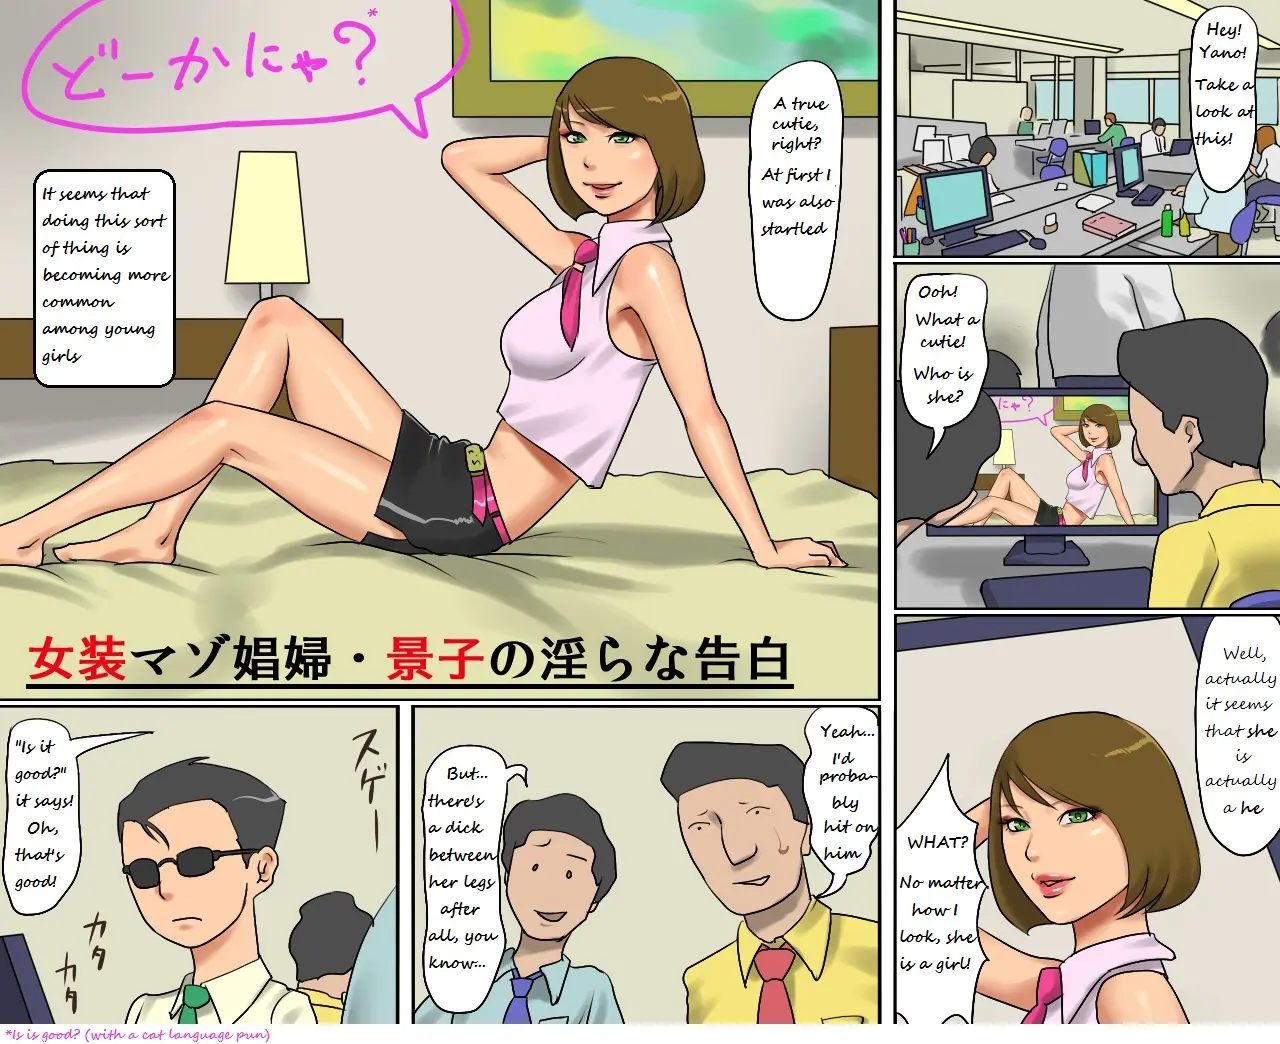 どーかにゃ?*
It seems that
doing this sort
of thing is
becoming more
common
among young
girls
A true
cutie,
right?
At first I
was also
startled
女装マゾ娼婦・景子の淫らな告白
Hey!
Yano!
Take a
look at
this!
Ooh!
What a
cutie!
Who is
she?
にゃ?
Well,
actually
it seems
that she
is
actually
a he
WHAT?
No matter
how I
look, she
is a girl!
"Is it
good?"
it says!
Oh,
that's
good!
スゲー
カタ
カタ
But...
there's
a dick
between
her legs
after
all, you
know...
Yeah...
I'd
proba-
bly
hit on
him
*Is is good? (with a cat language pun)